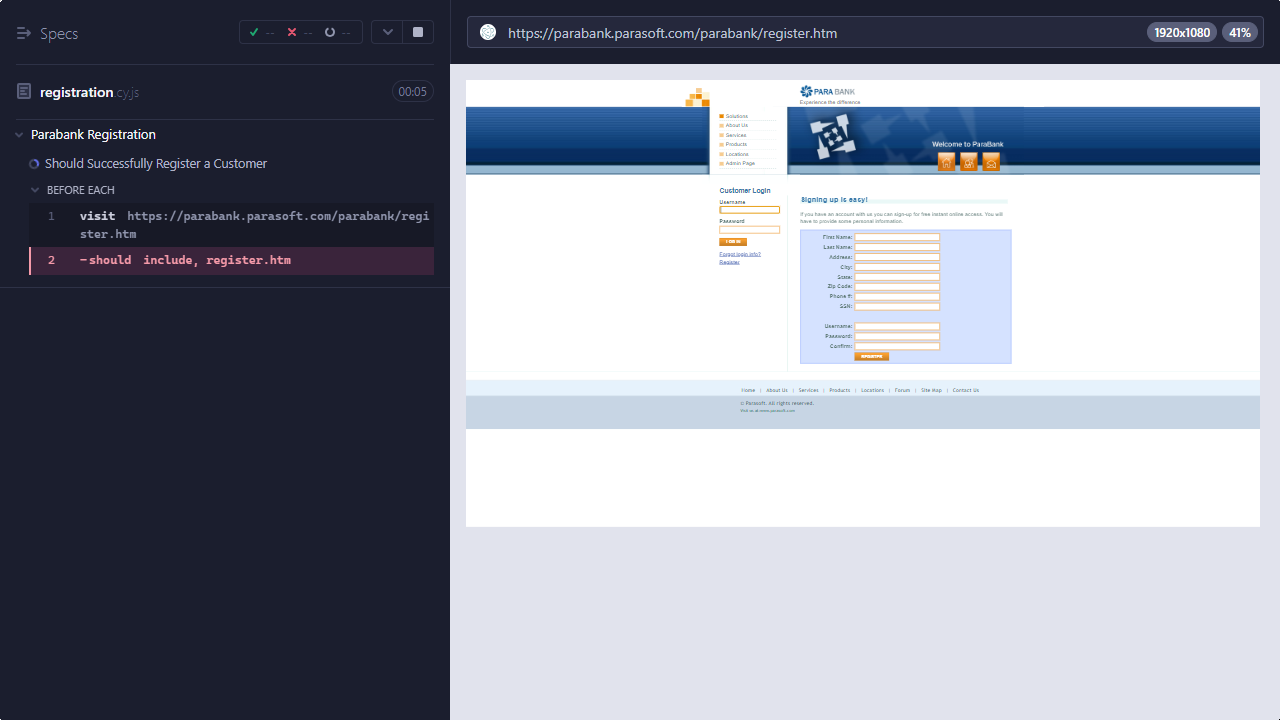 Specs
--
--
--
registration.cy.js
00:05
Parabank Registration
Successfully Register Customer
BEFORE EACH
1 visit https://parabank.parasoft.com/parabank/regi
ster.htm
2 -should include, register.htm
https://parabank.parasoft.com/parabank/register.htm
1920x1080
41%
PARA BANK
Experience the difference
Solutions
About Us
Services
Products
Locations
Admin Page
Welcome to ParaBank
Customer Login
Username
Password
LOG IN
Forgot login info?
Register
Signing up is easy!
If you have an account with us you can sign-up for free instant online access. You will
have to provide some personal information.
First Name:
Last Name:
Address:
City:
State:
Zip Code:
Phone #:
SSN:
Username:
Password:
Confirm:
REGISTER
Home | About Us | Services | Products | Locations | Forum | Site Map | Contact Us
© Parasoft. All rights reserved.
Visit us at www.parasoft.com